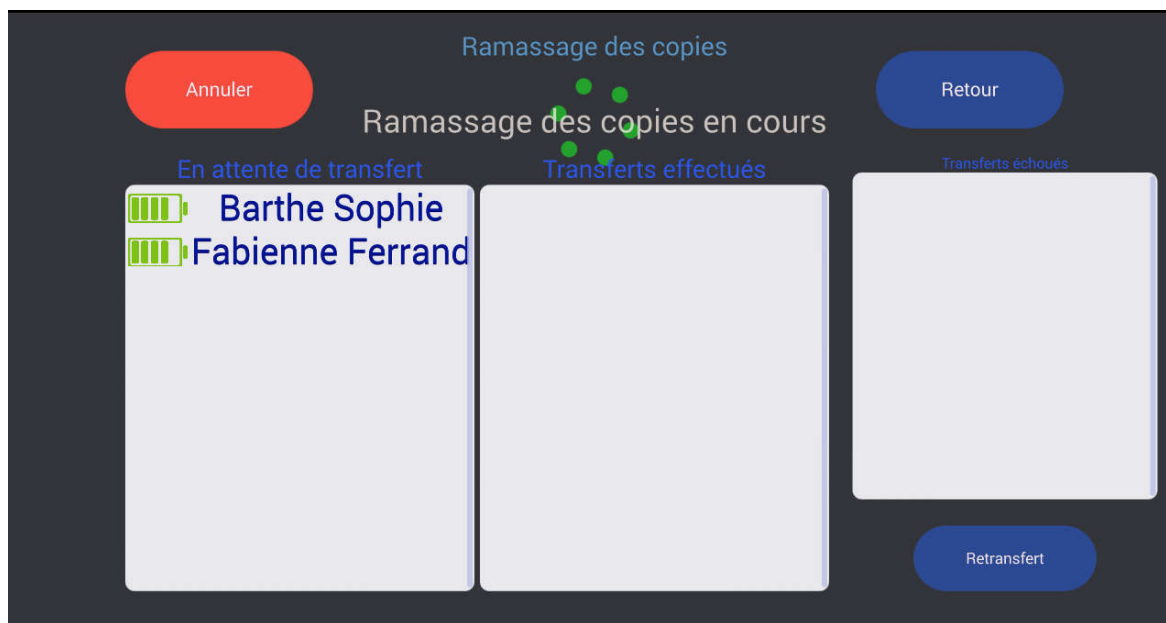 Ramassage des copies
Annuler
Retour
Ramassage des copies en cours
En attente de transfert
Transferts effectués
Transferts échoués
Barthe Sophie
Fabienne Ferrand
Retransfert